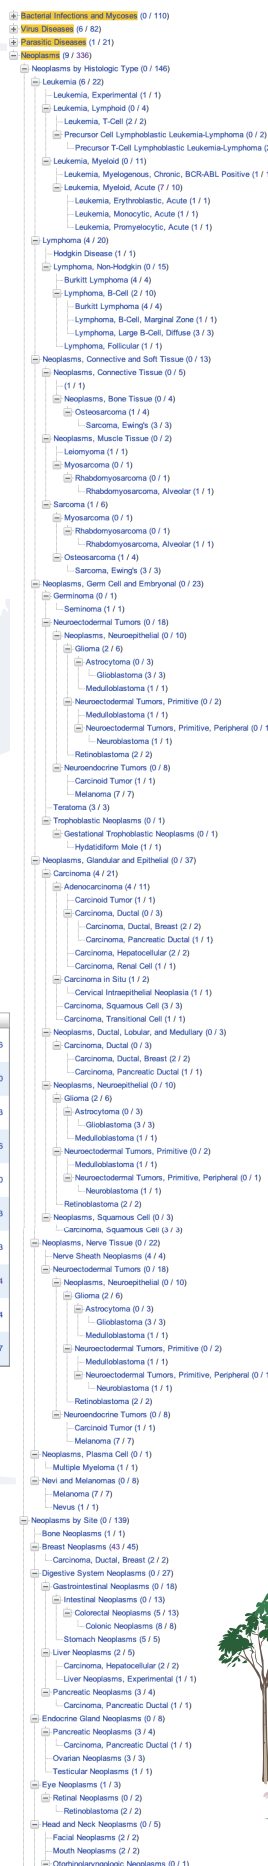 Bacterial Infections and Mycoses (0 / 110)
Virus Diseases (6 / 82)
Parasitic Diseases (1 / 21)
Neoplasms (9 / 336)
Neoplasms by Histologic Type (0 / 146)
Leukemia (6 / 22)
Leukemia, Experimental (1 / 1)
Leukemia, Lymphoid (0 / 4)
Leukemia, T-Cell (2 / 2)
Precursor Cell Lymphoblastic Leukemia-Lymphoma (0 / 2)
Precursor T-Cell Lymphoblastic Leukemia-Lymphoma (2
Leukemia, Myeloid (0 / 11)
Leukemia, Myelogenous, Chronic, BCR-ABL Positive (1 / 1
Leukemia, Myeloid, Acute (7 / 10)
Leukemia, Erythroblastic, Acute (1 / 1)
Leukemia, Monocytic, Acute (1 / 1)
Leukemia, Promyelocytic, Acute (1 / 1)
Lymphoma (4 / 20)
Hodgkin Disease (1 / 1)
Lymphoma, Non-Hodgkin (0 / 15)
Burkitt Lymphoma (4 / 4)
Lymphoma, B-Cell (2 / 10)
Burkitt Lymphoma (4 / 4)
Lymphoma, B-Cell, Marginal Zone (1 / 1)
Lymphoma, Large B-Cell, Diffuse (3 / 3)
Lymphoma, Follicular (1 / 1)
Neoplasms, Connective and Soft Tissue (0 / 13)
Neoplasms, Connective Tissue (0 / 5)
(1 / 1)
Neoplasms, Bone Tissue (0 / 4)
Osteosarcoma (1 / 4)
Sarcoma, Ewing's (3 / 3)
Neoplasms, Muscle Tissue (0 / 2)
Leiomyoma (1 / 1)
Myosarcoma (0 / 1)
Rhabdomyosarcoma (0 / 1)
Rhabdomyosarcoma, Alveolar (1 / 1)
Sarcoma (1 / 6)
Myosarcoma (0 / 1)
Rhabdomyosarcoma (0 / 1)
Rhabdomyosarcoma, Alveolar (1 / 1)
Osteosarcoma (1 / 4)
Sarcoma, Ewing's (3 / 3)
Neoplasms, Germ Cell and Embryonal (0 / 23)
Germinoma (0 / 1)
Seminoma (1 / 1)
Neuroectodermal Tumors (0 / 18)
Neoplasms, Neuroepithelial (0 / 10)
Glioma (2 / 6)
Astrocytoma (0 / 3)
Glioblastoma (3 / 3)
Medulloblastoma (1 / 1)
Neuroectodermal Tumors, Primitive (0 / 2)
Medulloblastoma (1 / 1)
Neuroectodermal Tumors, Primitive, Peripheral (0 / 1
Neuroblastoma (1 / 1)
Retinoblastoma (2 / 2)
Neuroendocrine Tumors (0 / 8)
Carcinoid Tumor (1 / 1)
Melanoma (7 / 7)
Teratoma (3 / 3)
Trophoblastic Neoplasms (0 / 1)
Gestational Trophoblastic Neoplasms (0 / 1)
Hydatidiform Mole (1 / 1)
Neoplasms, Glandular and Epithelial (0 / 37)
Carcinoma (4 / 21)
Adenocarcinoma (4 / 11)
Carcinoid Tumor (1 / 1)
Carcinoma, Ductal (0 / 3)
Carcinoma, Ductal, Breast (2 / 2)
Carcinoma, Pancreatic Ductal (1 / 1)
Carcinoma, Hepatocellular (2 / 2)
Carcinoma, Renal Cell (1 / 1)
Carcinoma in Situ (1 / 2)
Cervical Intraepithelial Neoplasia (1 / 1)
Carcinoma, Squamous Cell (3 / 3)
Carcinoma, Transitional Cell (1 / 1)
Neoplasms, Ductal, Lobular, and Medullary (0 / 3)
Carcinoma, Ductal (0 / 3)
Carcinoma, Ductal, Breast (2 / 2)
Carcinoma, Pancreatic Ductal (1 / 1)
Neoplasms, Neuroepithelial (0 / 10)
Glioma (2 / 6)
Astrocytoma (0 / 3)
Glioblastoma (3 / 3)
Medulloblastoma (1 / 1)
Neuroectodermal Tumors, Primitive (0 / 2)
Medulloblastoma (1 / 1)
Neuroectodermal Tumors, Primitive, Peripheral (0 / 1)
Neuroblastoma (1 / 1)
Retinoblastoma (2 / 2)
Neoplasms, Squamous Cell (0 / 3)
Carcinoma, Squamous Cell (3 / 3)
Neoplasms, Nerve Tissue (0 / 22)
Nerve Sheath Neoplasms (4 / 4)
Neuroectodermal Tumors (0 / 18)
Neoplasms, Neuroepithelial (0 / 10)
Glioma (2 / 6)
Astrocytoma (0 / 3)
Glioblastoma (3 / 3)
Medulloblastoma (1 / 1)
Neuroectodermal Tumors, Primitive (0 / 2)
Medulloblastoma (1 / 1)
Neuroectodermal Tumors, Primitive, Peripheral (0 / 1
Neuroblastoma (1 / 1)
Retinoblastoma (2 / 2)
Neuroendocrine Tumors (0 / 8)
Carcinoid Tumor (1 / 1)
Melanoma (7 / 7)
Neoplasms, Plasma Cell (0 / 1)
Multiple Myeloma (1 / 1)
Nevi and Melanomas (0 / 8)
Melanoma (7 / 7)
Nevus (1 / 1)
Neoplasms by Site (0 / 139)
Bone Neoplasms (1 / 1)
Breast Neoplasms (43 / 45)
Carcinoma, Ductal, Breast (2 / 2)
Digestive System Neoplasms (0 / 27)
Gastrointestinal Neoplasms (0 / 18)
Intestinal Neoplasms (0 / 13)
Colorectal Neoplasms (5 / 13)
Colonic Neoplasms (8 / 8)
Stomach Neoplasms (5 / 5)
Liver Neoplasms (2 / 5)
Carcinoma, Hepatocellular (2 / 2)
Liver Neoplasms, Experimental (1 / 1)
Pancreatic Neoplasms (3 / 4)
Carcinoma, Pancreatic Ductal (1 / 1)
Endocrine Gland Neoplasms (0 / 8)
Pancreatic Neoplasms (3 / 4)
Carcinoma, Pancreatic Ductal (1 / 1)
Ovarian Neoplasms (3 / 3)
Testicular Neoplasms (1 / 1)
Eye Neoplasms (1 / 3)
Retinal Neoplasms (0 / 2)
Retinoblastoma (2 / 2)
Head and Neck Neoplasms (0 / 5)
Facial Neoplasms (2 / 2)
Mouth Neoplasms (2 / 2)
Otorhinolaryngologic Neoplasms (0 / 1)